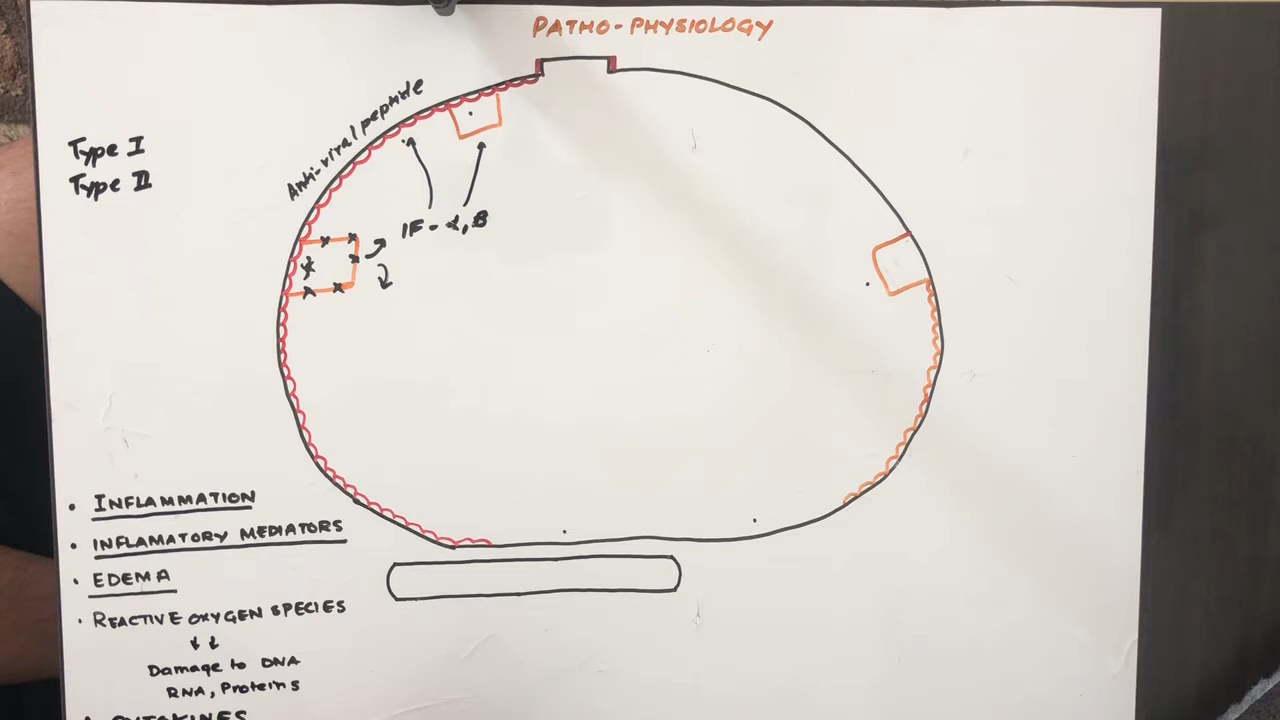 PATHO-PHYSIOLOGY
Anti-viral peptide
Type I
Type II
IF-α,B
• INFLAMMATION
• INFLAMATORY MEDIATORS
• EDEMA
• REACTIVE OXYGEN SPECIES
↓ ↓
Damage to DNA
RNA, Proteins
CYTOKINES